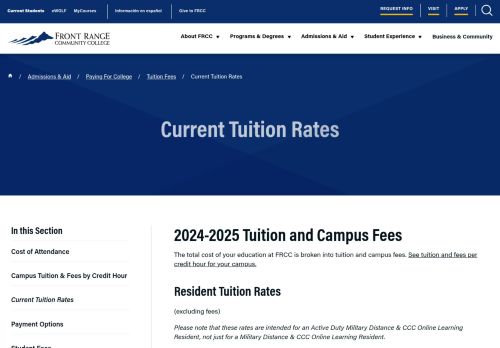 Current Students eWOLF MyCourses Información en español Give to FRCC REQUEST INFO VISIT APPLY
FRONT RANGE
COMMUNITY COLLEGE
About FRCC Programs & Degrees Admissions & Aid Student Experience Business & Community
/ Admissions & Aid / Paying For College / Tuition Fees / Current Tuition Rates
Current Tuition Rates
In this Section
Cost of Attendance
Campus Tuition & Fees by Credit Hour
Current Tuition Rates
Payment Options
Student Fees
2024-2025 Tuition and Campus Fees
The total cost of your education at FRCC is broken into tuition and campus fees. See tuition and fees per
credit hour for your campus.
Resident Tuition Rates
(excluding fees)
Please note that these rates are intended for an Active Duty Military Distance & CCC Online Learning
Resident, not just for a Military Distance & CCC Online Learning Resident.